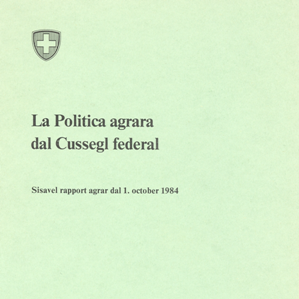 La Politica agrara
dal Cussegl federal
Sisavel rapport agrar dal 1. october 1984